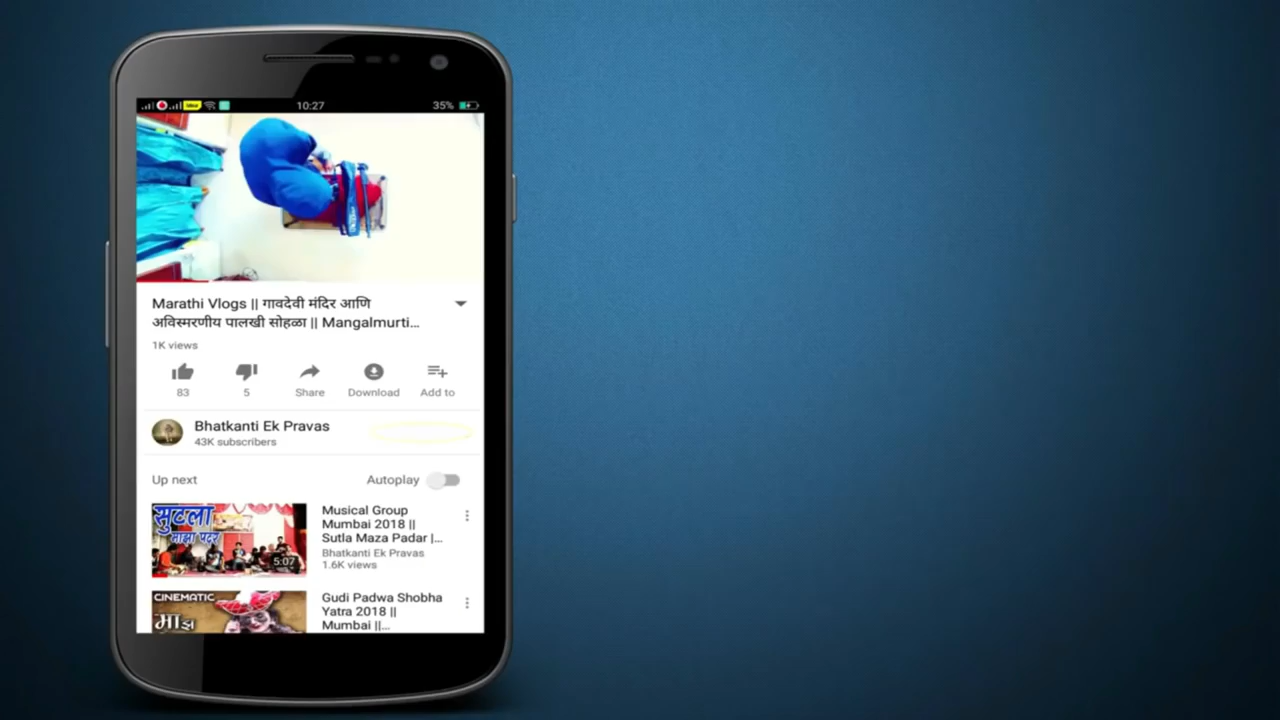 10:27
35%
Marathi Vlogs || गावदेवी मंदिर आणि
अविस्मरणीय पालखी सोहळा || Mangalmurti...
1K views
83
5
Share
Download
Add to
Bhatkanti Ek Pravas
43K subscribers
Up next
Autoplay
सुटला
माझा पदर
5:07
Musical Group
Mumbai 2018 ||
Sutla Maza Padar |...
Bhatkanti Ek Pravas
1.6K views
CINEMATIC
Gudi Padwa Shobha
Yatra 2018 ||
Mumbai ||...